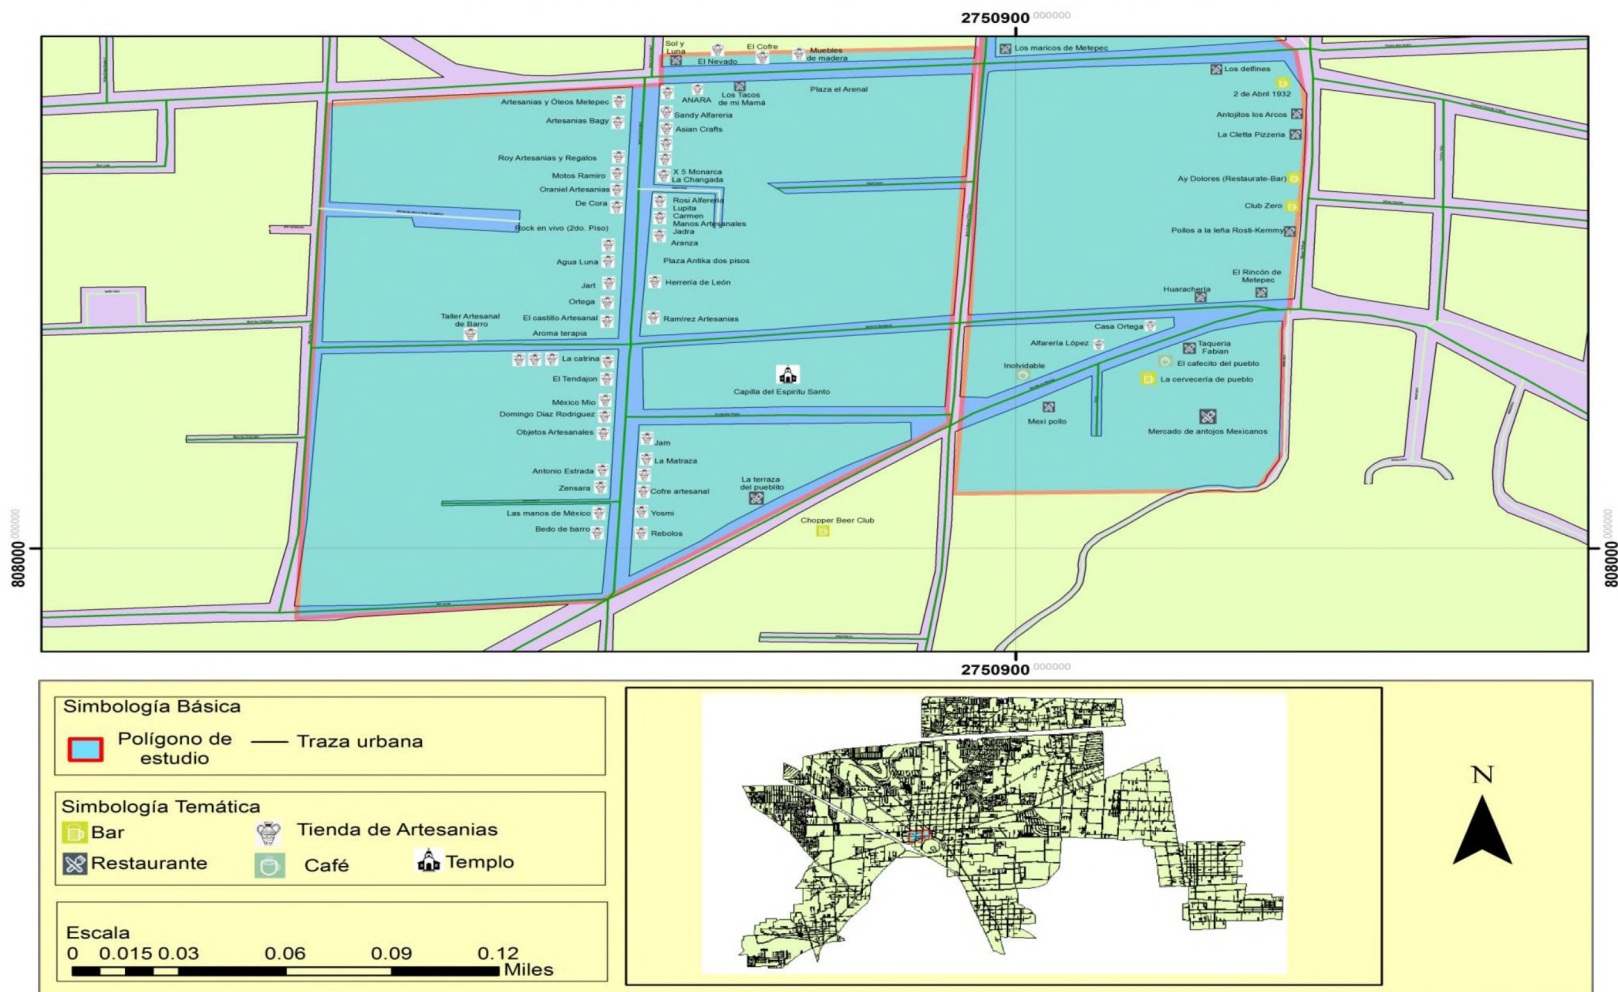 2750900 000000
Sol y
Luna
El Nevado
El Cofre
Muebles
de madera
Los maricos de Metepec
Los delfines
2 de Abril 1932
Antojitos los Arcos
La Cletta Pizzeria
Ay Dolores (Restaurate-Bar)
Club Zero
Pollos a la leña Rosti-Kemmy
El Rincón de
Metepec
Huarachería
Artesanias y Óleos Metepec
Artesanias Bagy
Roy Artesanias y Regalos
Motos Ramiro
Oraniel Artesanias
De Cora
Rock en vivo (2do. Piso)
Agua Luna
Jart
Ortega
El castillo Artesanal
Aroma terapia
Taller Artesanal
de Barro
ANARA
Los Tacos
de mi Mamá
Plaza el Arenal
Sandy Alfareria
Asian Crafts
X 5 Monarca
La Changada
Rosi Alfereria
Lupita
Carmen
Manos Artesanales
Jadra
Aranza
Plaza Antika dos pisos
Herrería de León
Ramírez Artesanias
La catrina
El Tendajon
México Mio
Domingo Diaz Rodriguez
Objetos Artesanales
Antonio Estrada
Zensara
Las manos de México
Bedo de barro
Capilla del Espiritu Santo
Jam
La Matraza
Cofre artesanal
Yosmi
Rebolos
La terraza
del pueblito
Chopper Beer Club
Casa Ortega
Alfarería López
Inolvidable
Taqueria
Fabian
El cafecito del pueblo
La cervecería de pueblo
Mexi pollo
Mercado de antojos Mexicanos
808000 000000
808000 000000
2750900 000000
Simbología Básica
Polígono de
estudio
Traza urbana
Simbología Temática
Bar
Tienda de Artesanias
Restaurante
Café
Templo
Escala
0 0.015 0.03 0.06 0.09 0.12
Miles
N